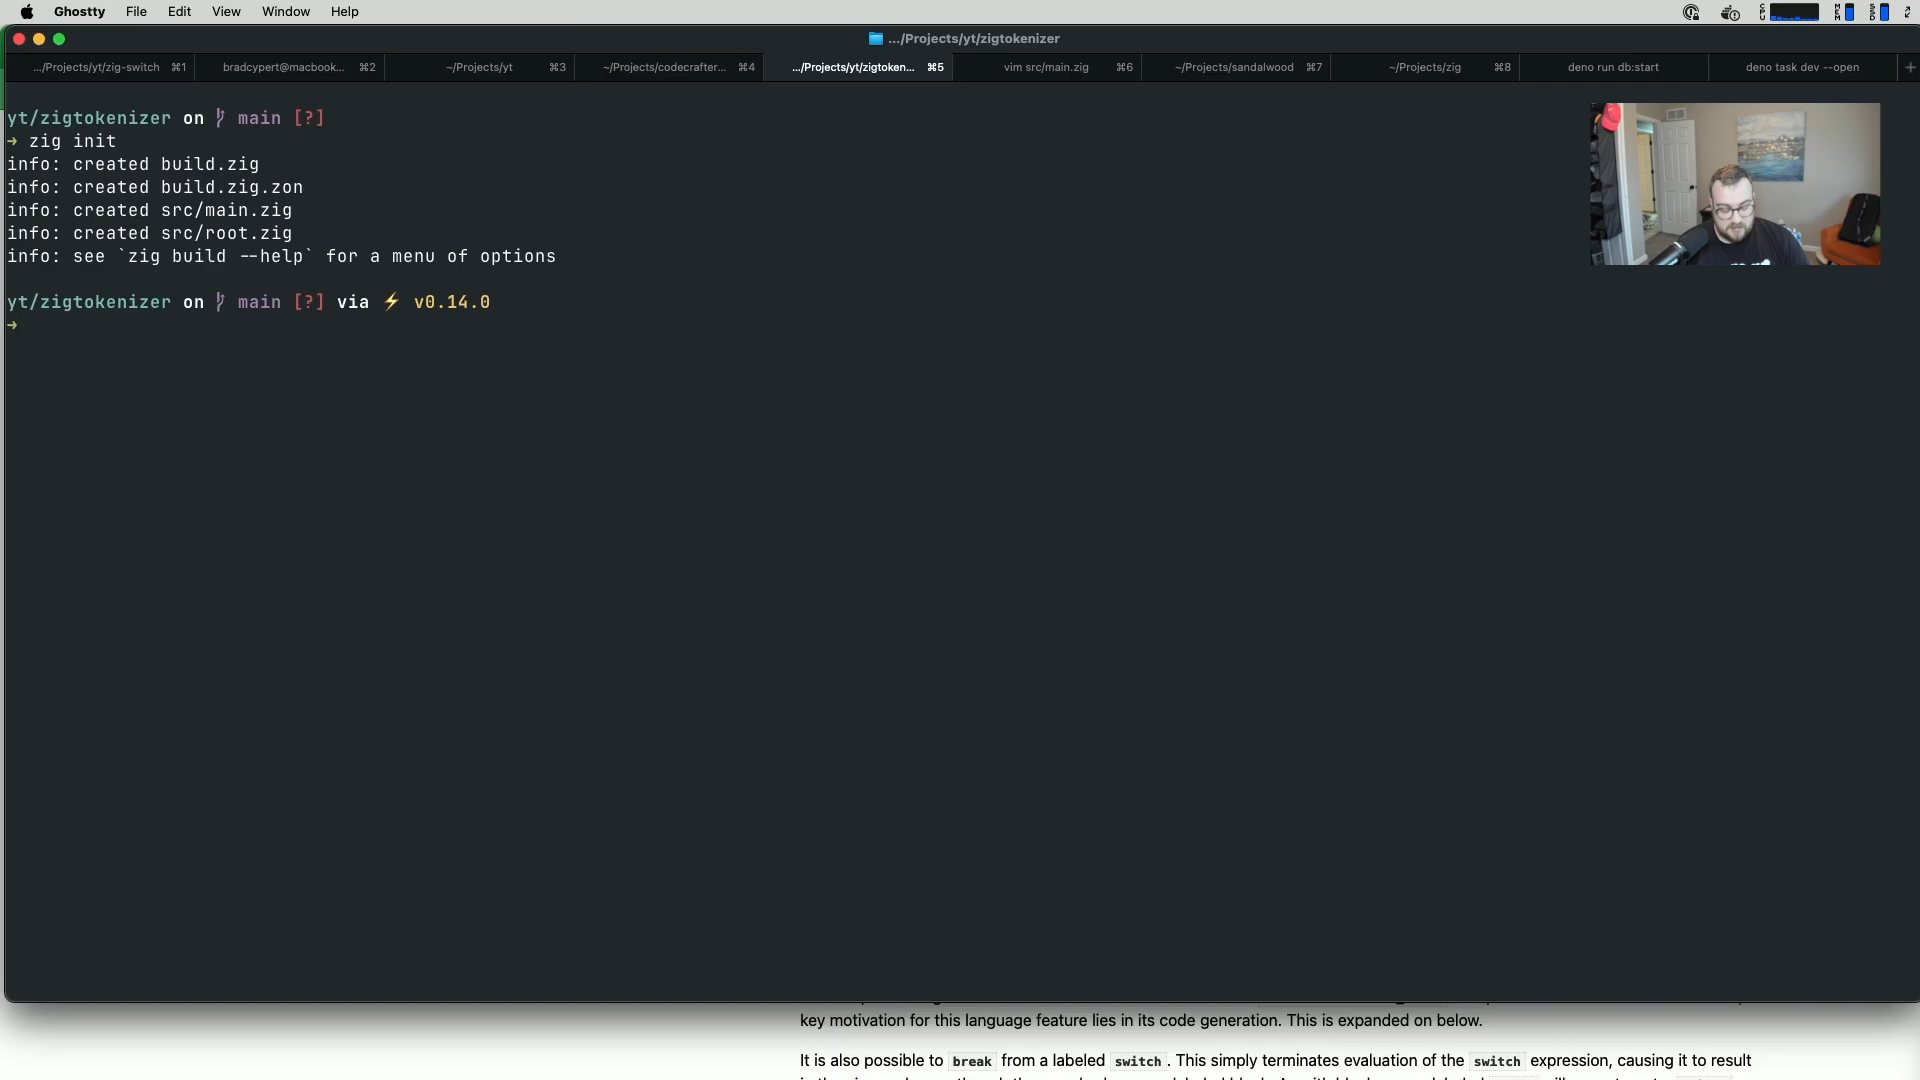 Ghostty File Edit View Window Help
.../Projects/yt/zigtokenizer
.../Projects/yt/zig-switch ⌘1 bradcypert@macbook... ⌘2 ~/Projects/yt ⌘3 ~/Projects/codecrafter... ⌘4 .../Projects/yt/zigtoken... ⌘5 vim src/main.zig ⌘6 ~/Projects/sandalwood ⌘7 ~/Projects/zig ⌘8 deno run db:start deno task dev --open
yt/zigtokenizer on main [?]
→ zig init
info: created build.zig
info: created build.zig.zon
info: created src/main.zig
info: created src/root.zig
info: see `zig build --help` for a menu of options
yt/zigtokenizer on main [?] via ⚡ v0.14.0
→
key motivation for this language feature lies in its code generation. This is expanded on below.
It is also possible to break from a labeled switch. This simply terminates evaluation of the switch expression, causing it to result